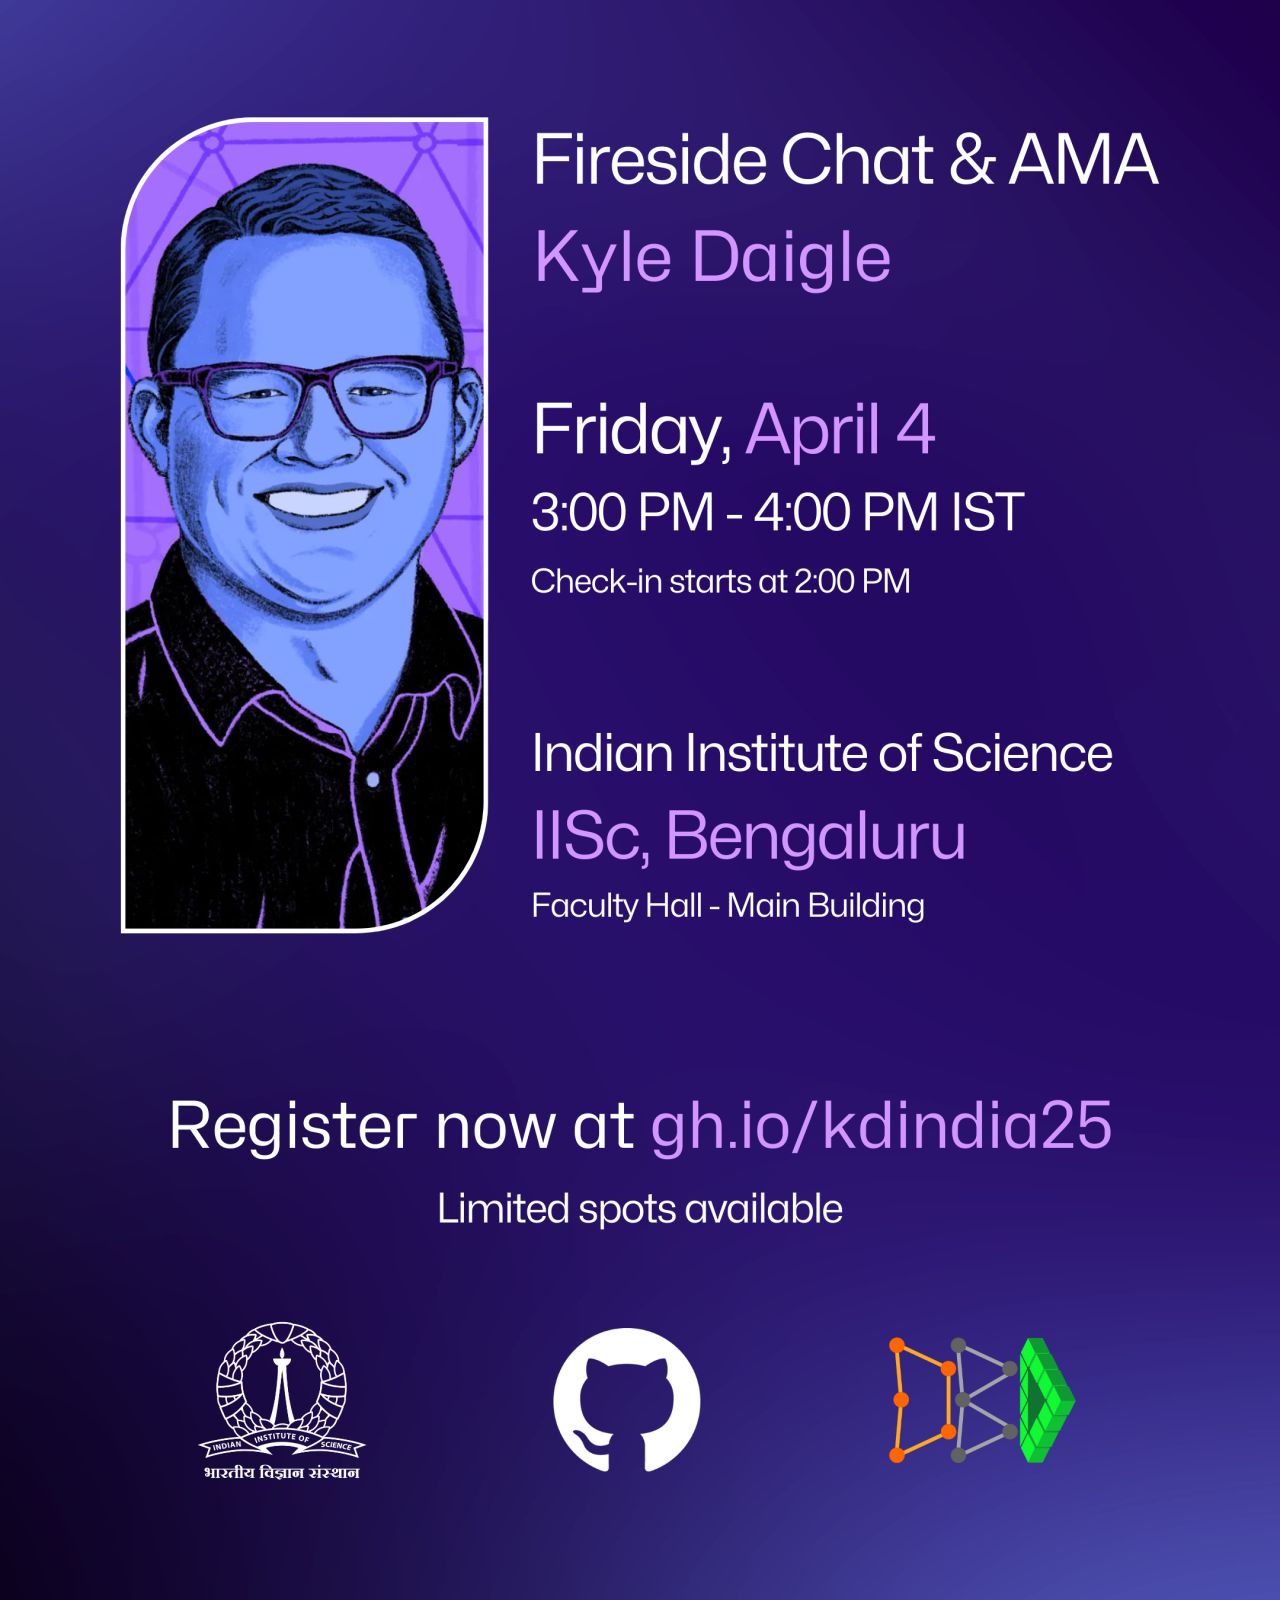 Fireside Chat & AMA
Kyle Daigle
Friday, April 4
3:00 PM - 4:00 PM IST
Check-in starts at 2:00 PM
Indian Institute of Science
IISc, Bengaluru
Faculty Hall - Main Building
Register now at gh.io/kdindia25
Limited spots available
INDIAN INSTITUTE OF SCIENCE
भारतीय विज्ञान संस्थान
DBD